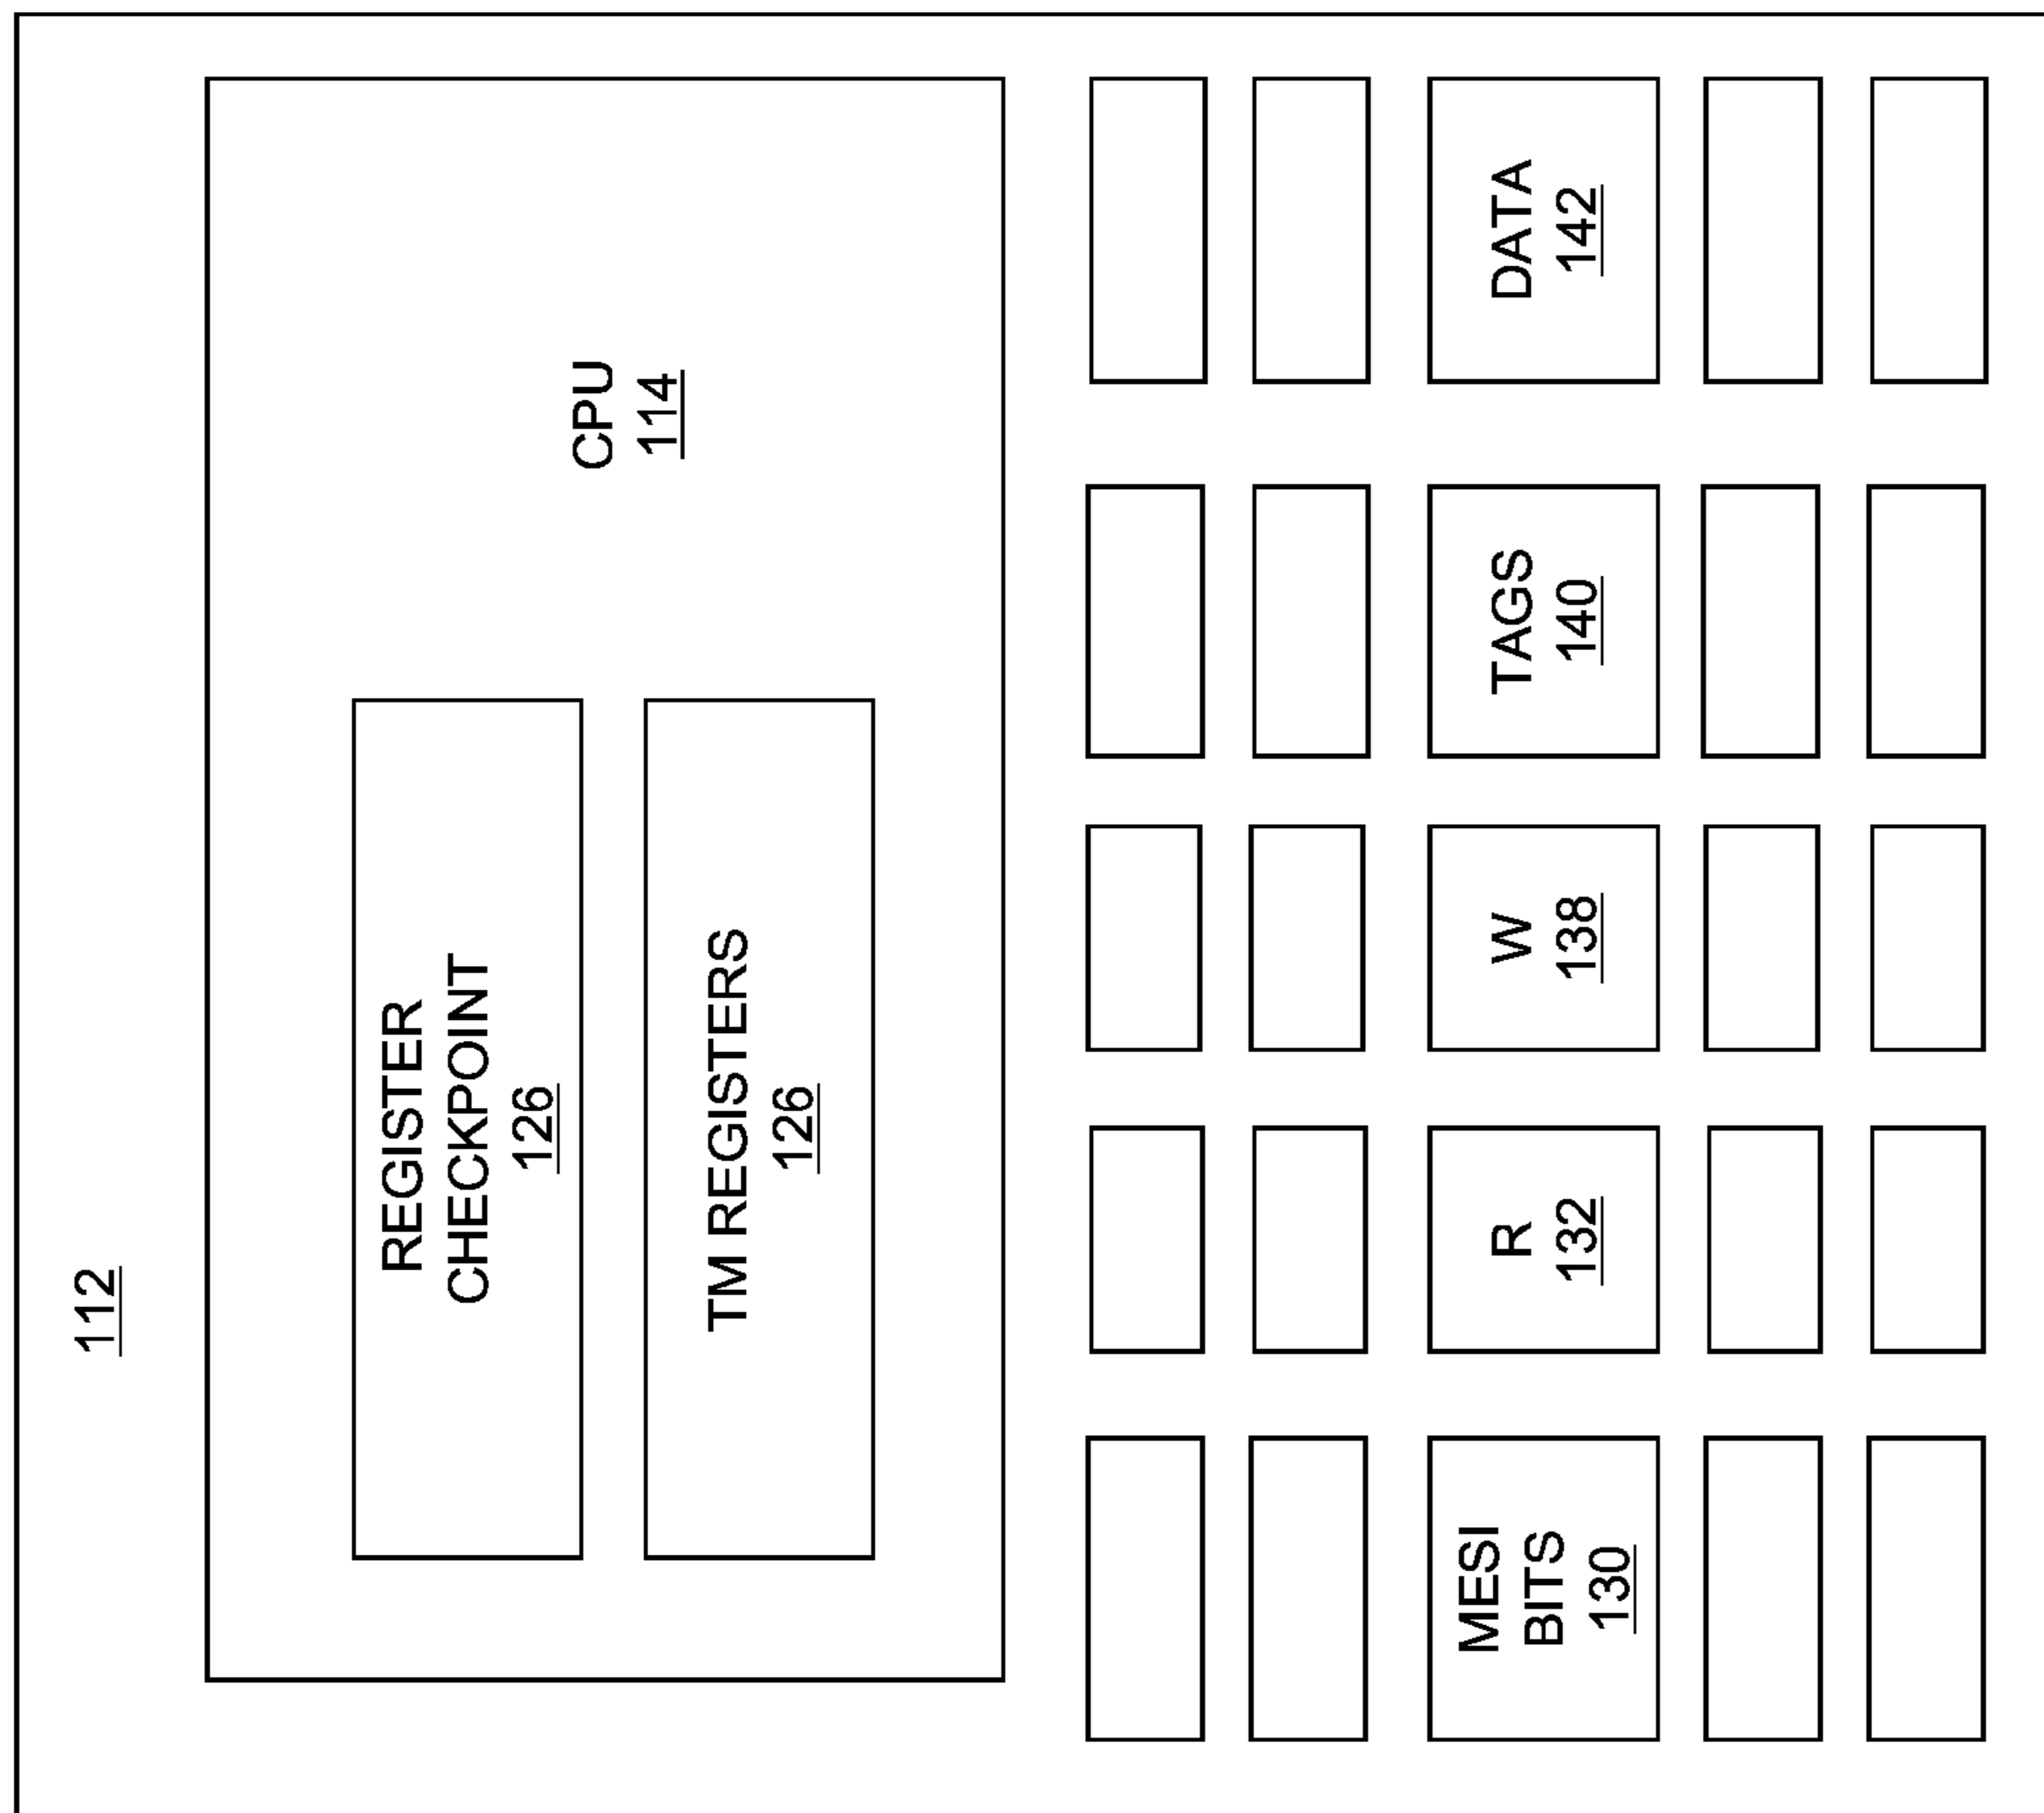 112
REGISTER
CHECKPOINT
126
TM REGISTERS
126
CPU
114
MESI
BITS
130
R
132
W
138
TAGS
140
DATA
142